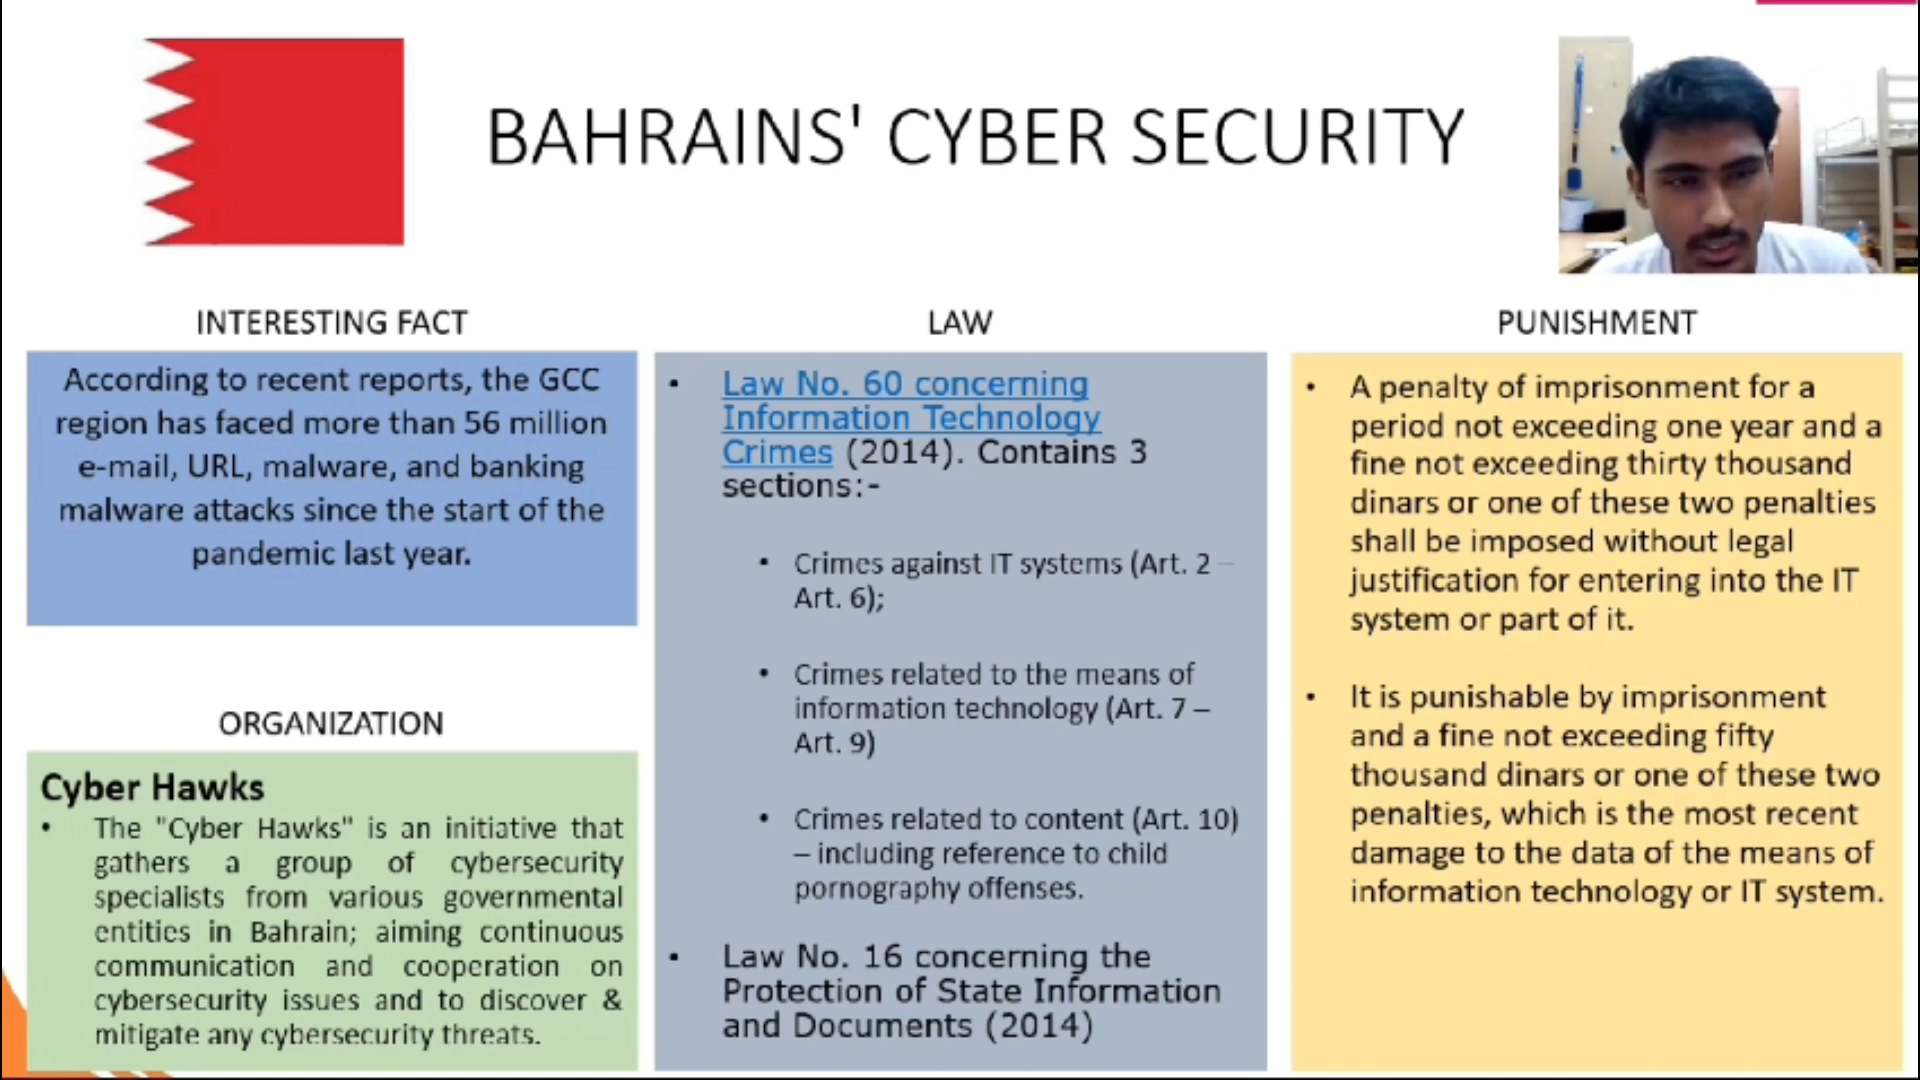 BAHRAINS' CYBER SECURITY
INTERESTING FACT
According to recent reports, the GCC
region has faced more than 56 million
e-mail, URL, malware, and banking
malware attacks since the start of the
pandemic last year.
ORGANIZATION
Cyber Hawks
• The "Cyber Hawks" is an initiative that
gathers a group of cybersecurity
specialists from various governmental
entities in Bahrain; aiming continuous
communication and cooperation on
cybersecurity issues and to discover &
mitigate any cybersecurity threats.
LAW
• Law No. 60 concerning
Information Technology
Crimes (2014). Contains 3
sections:-
• Crimes against IT systems (Art. 2 –
Art. 6);
• Crimes related to the means of
information technology (Art. 7 –
Art. 9)
• Crimes related to content (Art. 10)
– including reference to child
pornography offenses.
• Law No. 16 concerning the
Protection of State Information
and Documents (2014)
PUNISHMENT
• A penalty of imprisonment for a
period not exceeding one year and a
fine not exceeding thirty thousand
dinars or one of these two penalties
shall be imposed without legal
justification for entering into the IT
system or part of it.
• It is punishable by imprisonment
and a fine not exceeding fifty
thousand dinars or one of these two
penalties, which is the most recent
damage to the data of the means of
information technology or IT system.